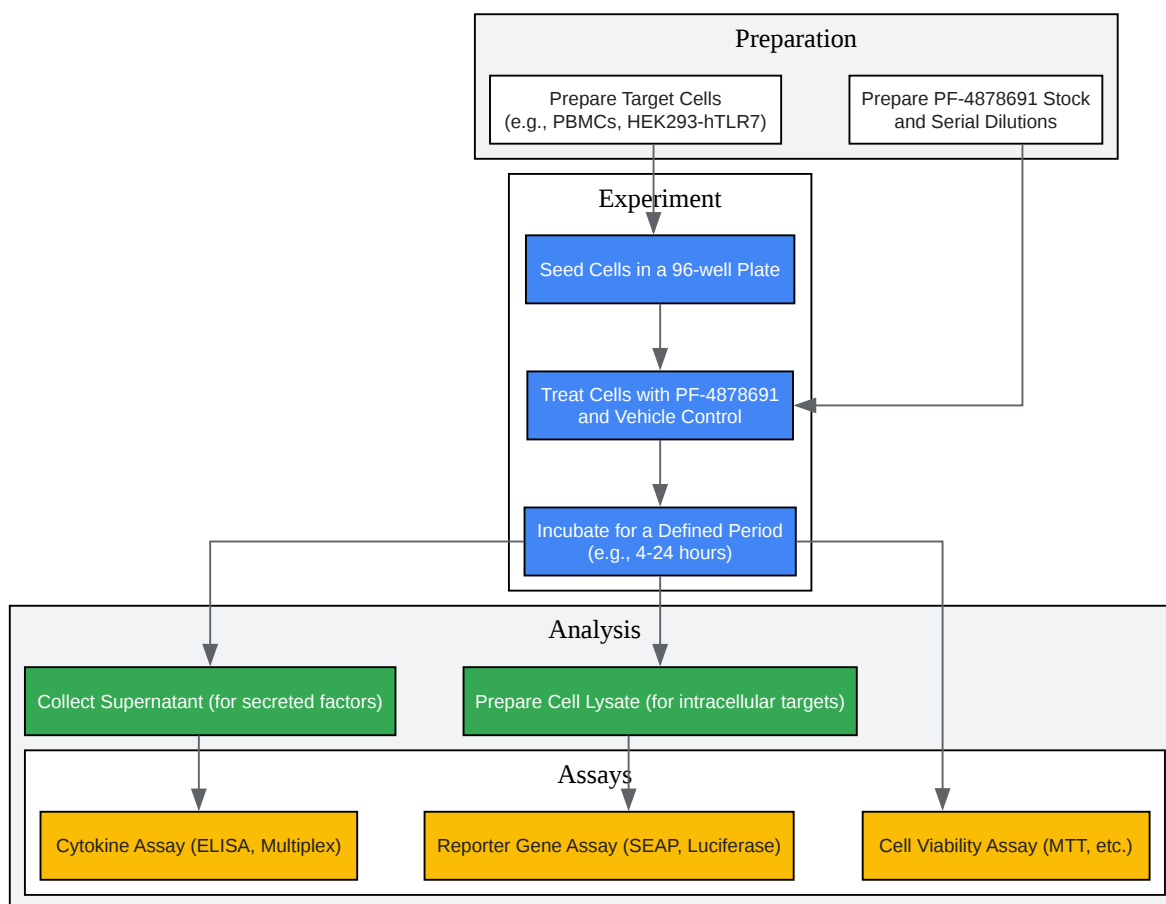 Preparation
Prepare Target Cells
(e.g., PBMCs, HEK293-hTLR7)
Prepare PF-4878691 Stock
and Serial Dilutions
Experiment
Seed Cells in a 96-well Plate
Treat Cells with PF-4878691
and Vehicle Control
Incubate for a Defined Period
(e.g., 4-24 hours)
Analysis
Collect Supernatant (for secreted factors)
Prepare Cell Lysate (for intracellular targets)
Assays
Cytokine Assay (ELISA, Multiplex)
Reporter Gene Assay (SEAP, Luciferase)
Cell Viability Assay (MTT, etc.)